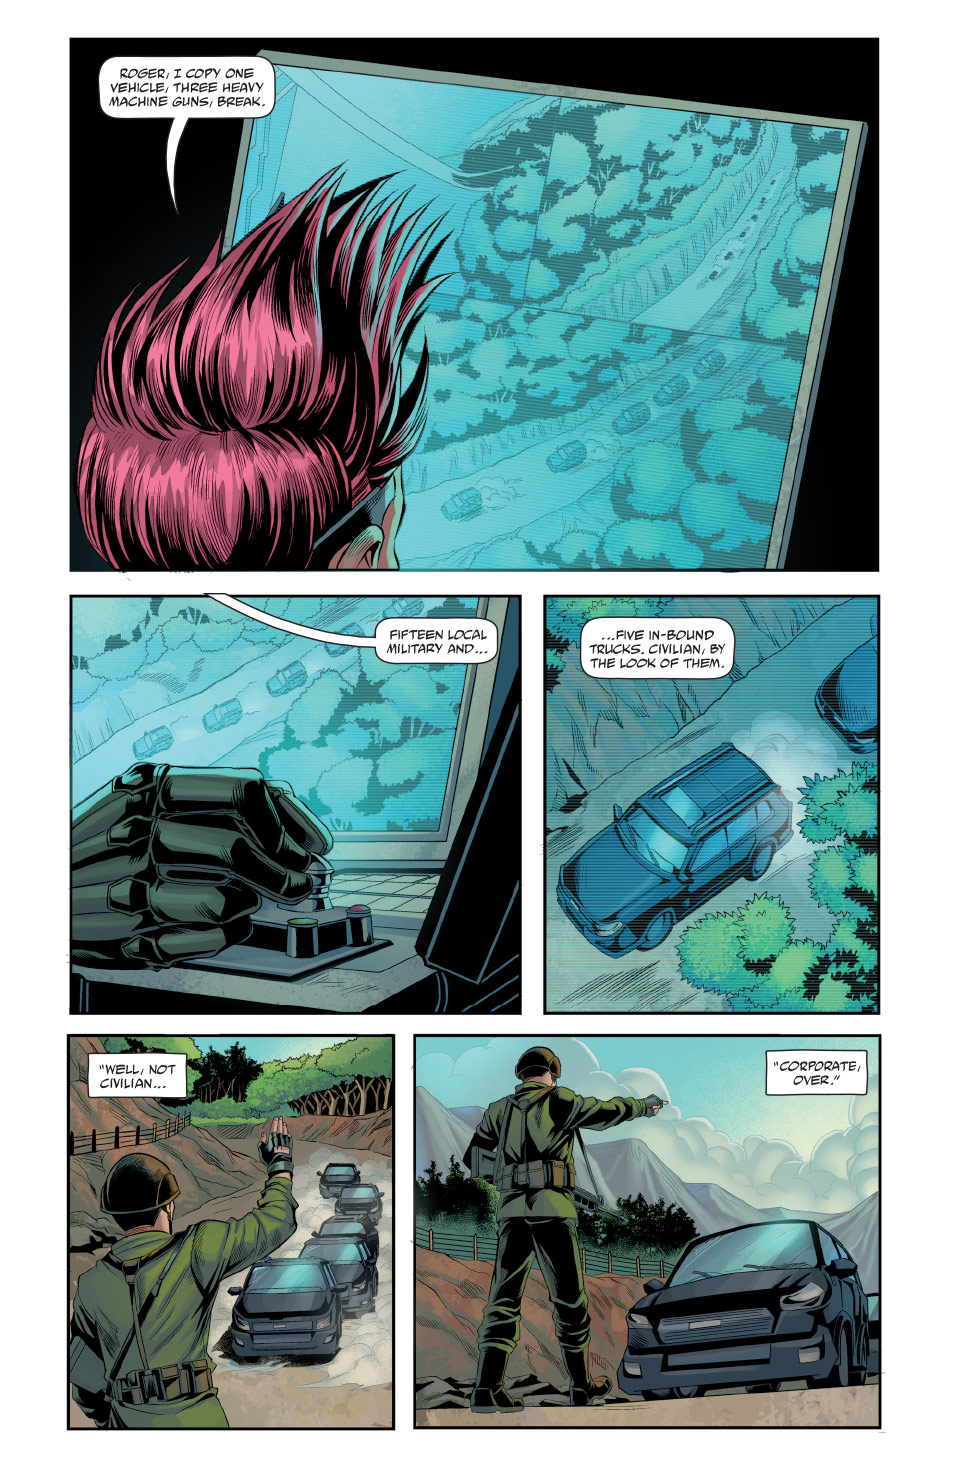 ROGER, I COPY ONE
VEHICLE, THREE HEAVY
MACHINE GUNS, BREAK.
FIFTEEN LOCAL
MILITARY AND...
...FIVE IN-BOUND
TRUCKS. CIVILIAN, BY
THE LOOK OF THEM.
"WELL, NOT
CIVILIAN...
"CORPORATE,
OVER."